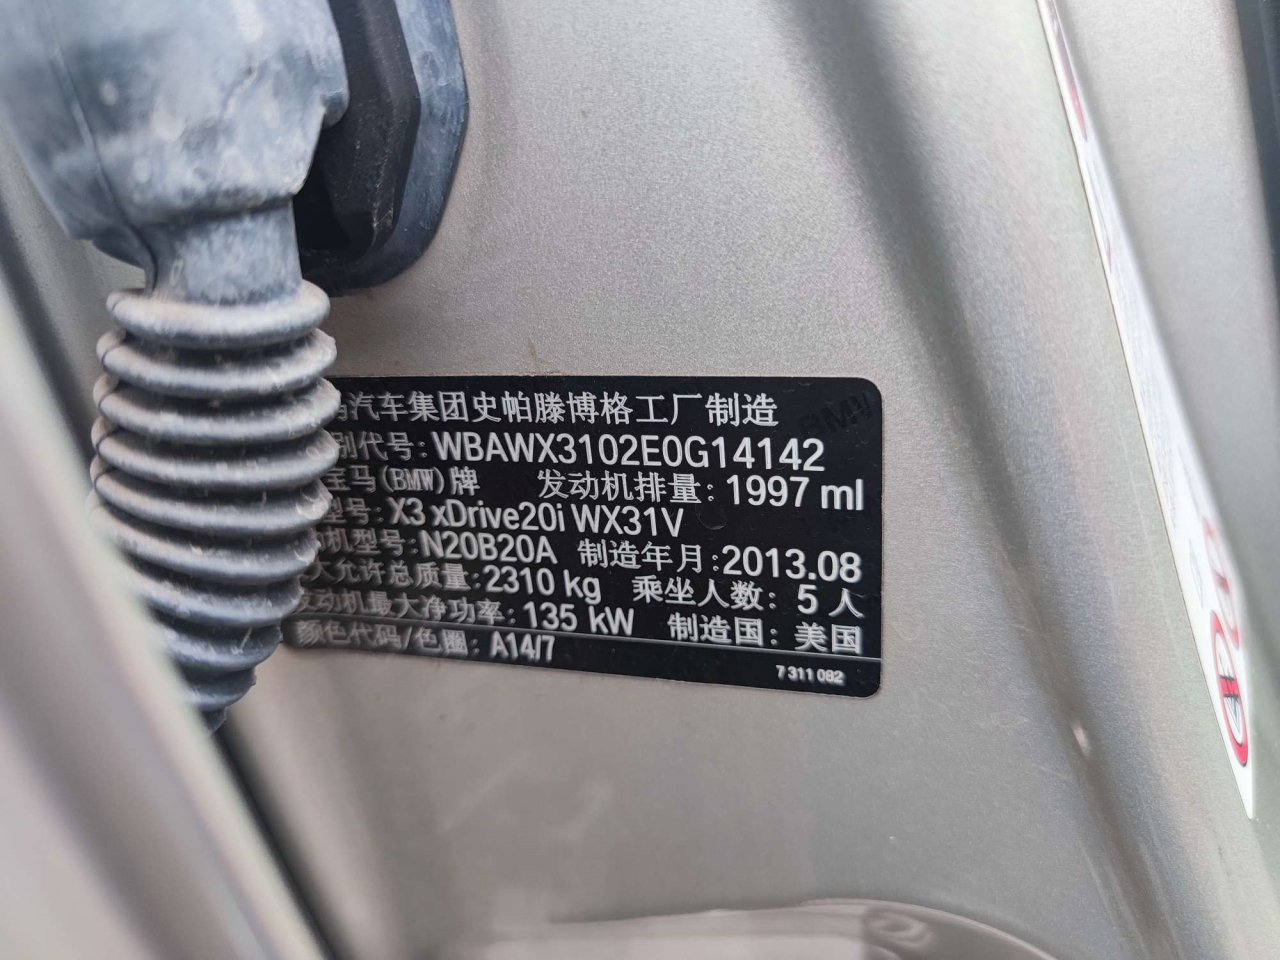 汽车集团史帕滕博格工厂制造
别代号: WBAWX3102E0G14142
宝马(BMW)牌 发动机排量: 1997 ml
型号: X3 xDrive20i WX31V
动机型号: N20B20A 制造年月: 2013.08
大允许总质量: 2310 kg 乘坐人数: 5 人
发动机最大净功率: 135 kW 制造国: 美国
颜色代码/色圈: A14/7
7 311 082